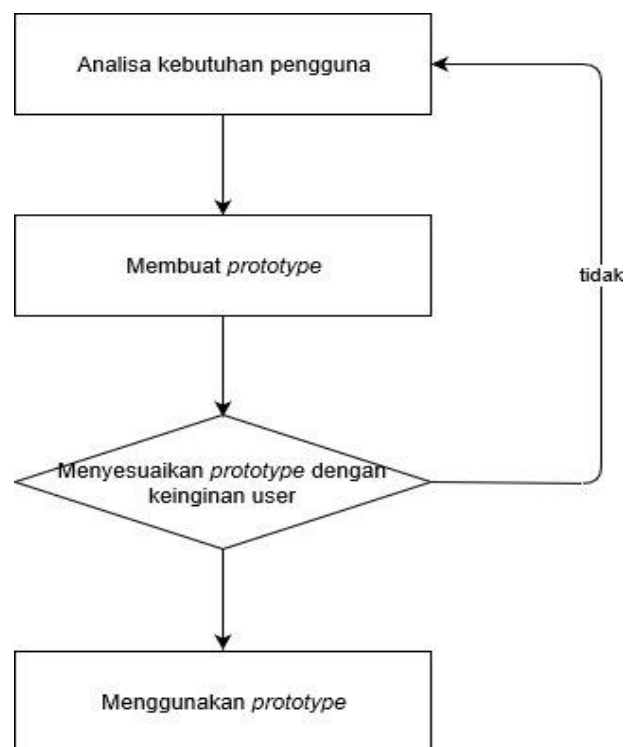 Analisa kebutuhan pengguna
Membuat prototype
tidak
Menyesuaikan prototype dengan
keinginan user
Menggunakan prototype